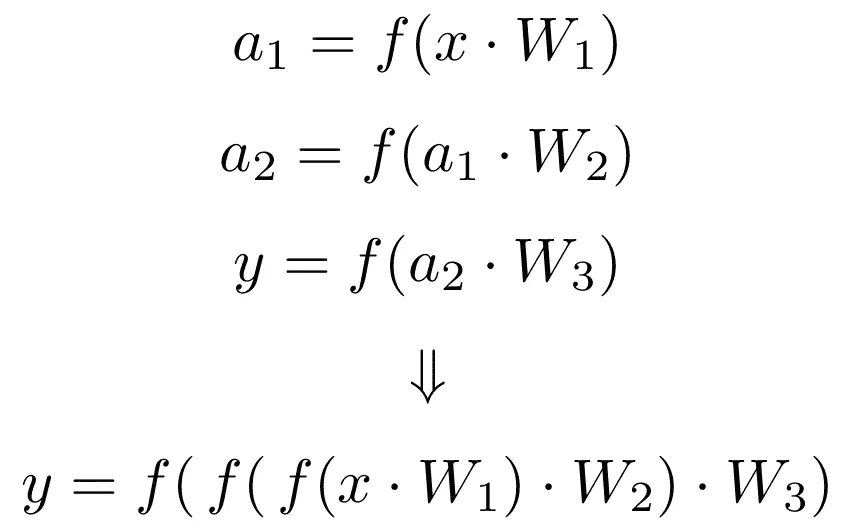 a₁ = f(x · W₁)
a₂ = f(a₁ · W₂)
y = f(a₂ · W₃)
⇓
y = f( f( f(x · W₁) · W₂) · W₃)